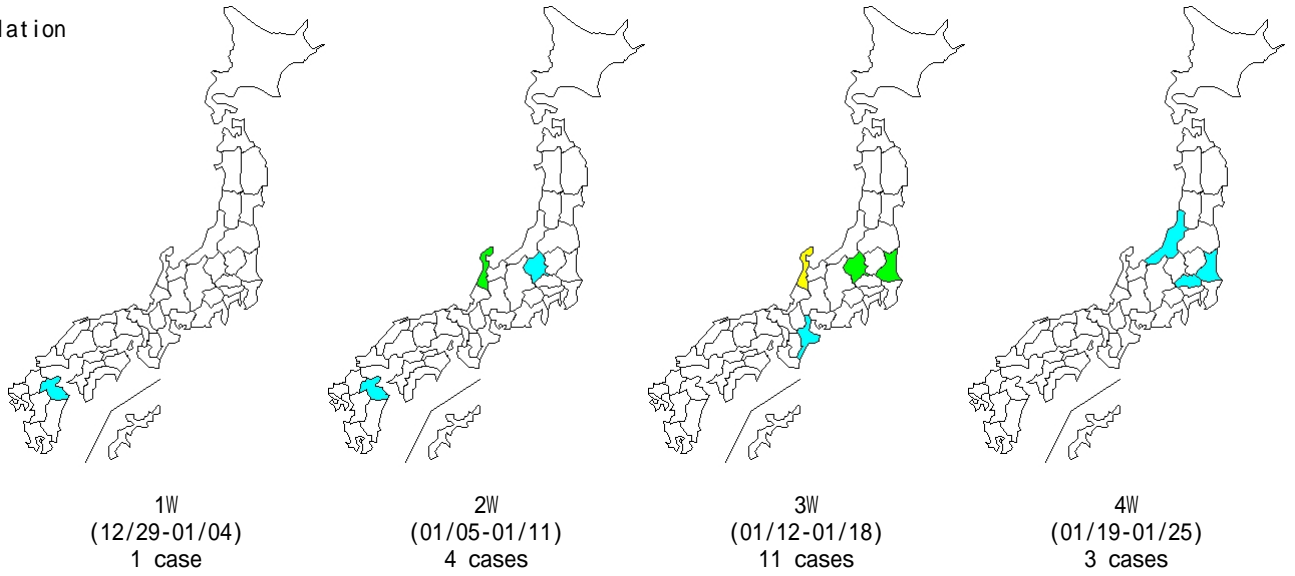 lation
1W
(12/29-01/04)
1 case
2W
(01/05-01/11)
4 cases
3W
(01/12-01/18)
11 cases
4W
(01/19-01/25)
3 cases